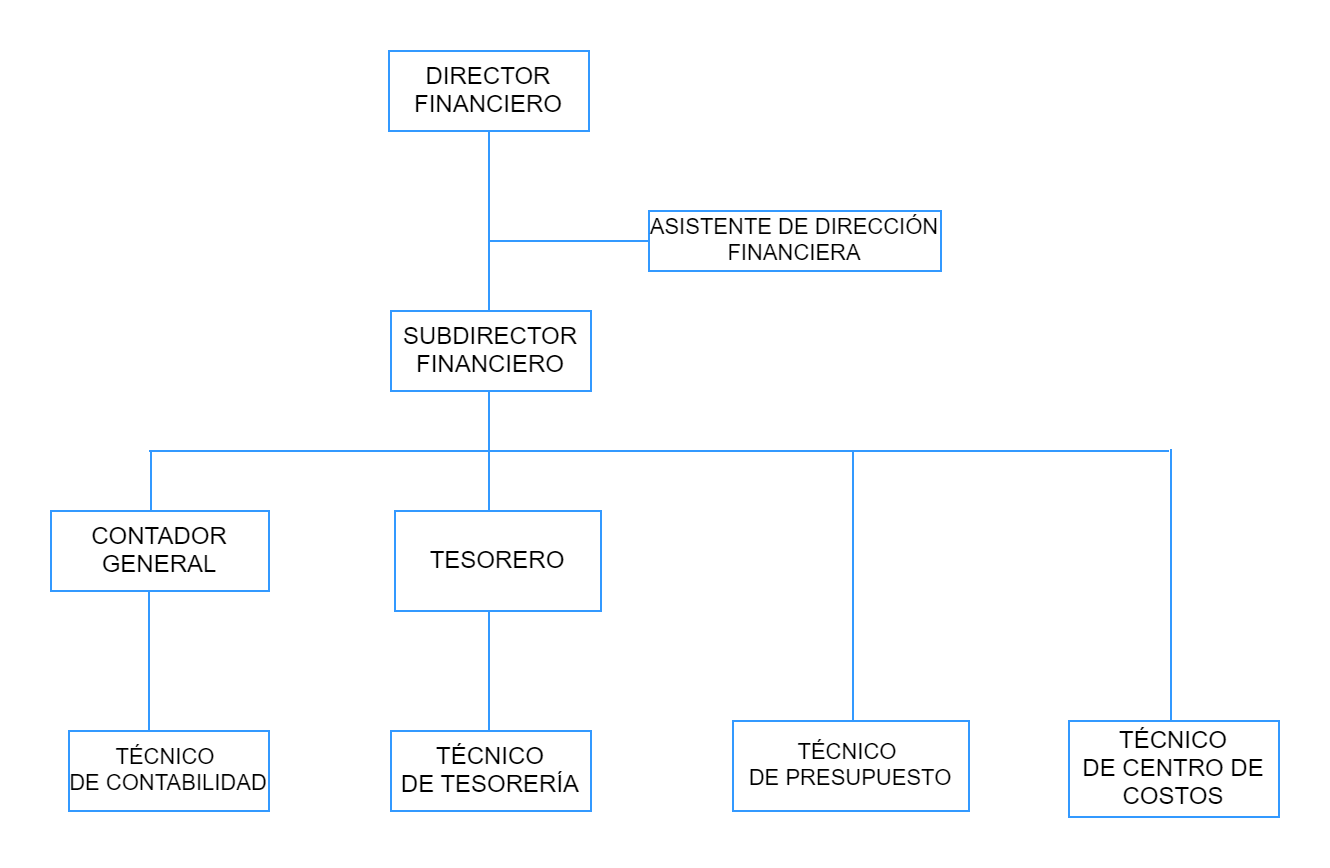 DIRECTOR
FINANCIERO
ASISTENTE DE DIRECCIÓN
FINANCIERA
SUBDIRECTOR
FINANCIERO
CONTADOR
GENERAL
TESORERO
TÉCNICO
DE CONTABILIDAD
TÉCNICO
DE TESORERÍA
TÉCNICO
DE PRESUPUESTO
TÉCNICO
DE CENTRO DE
COSTOS